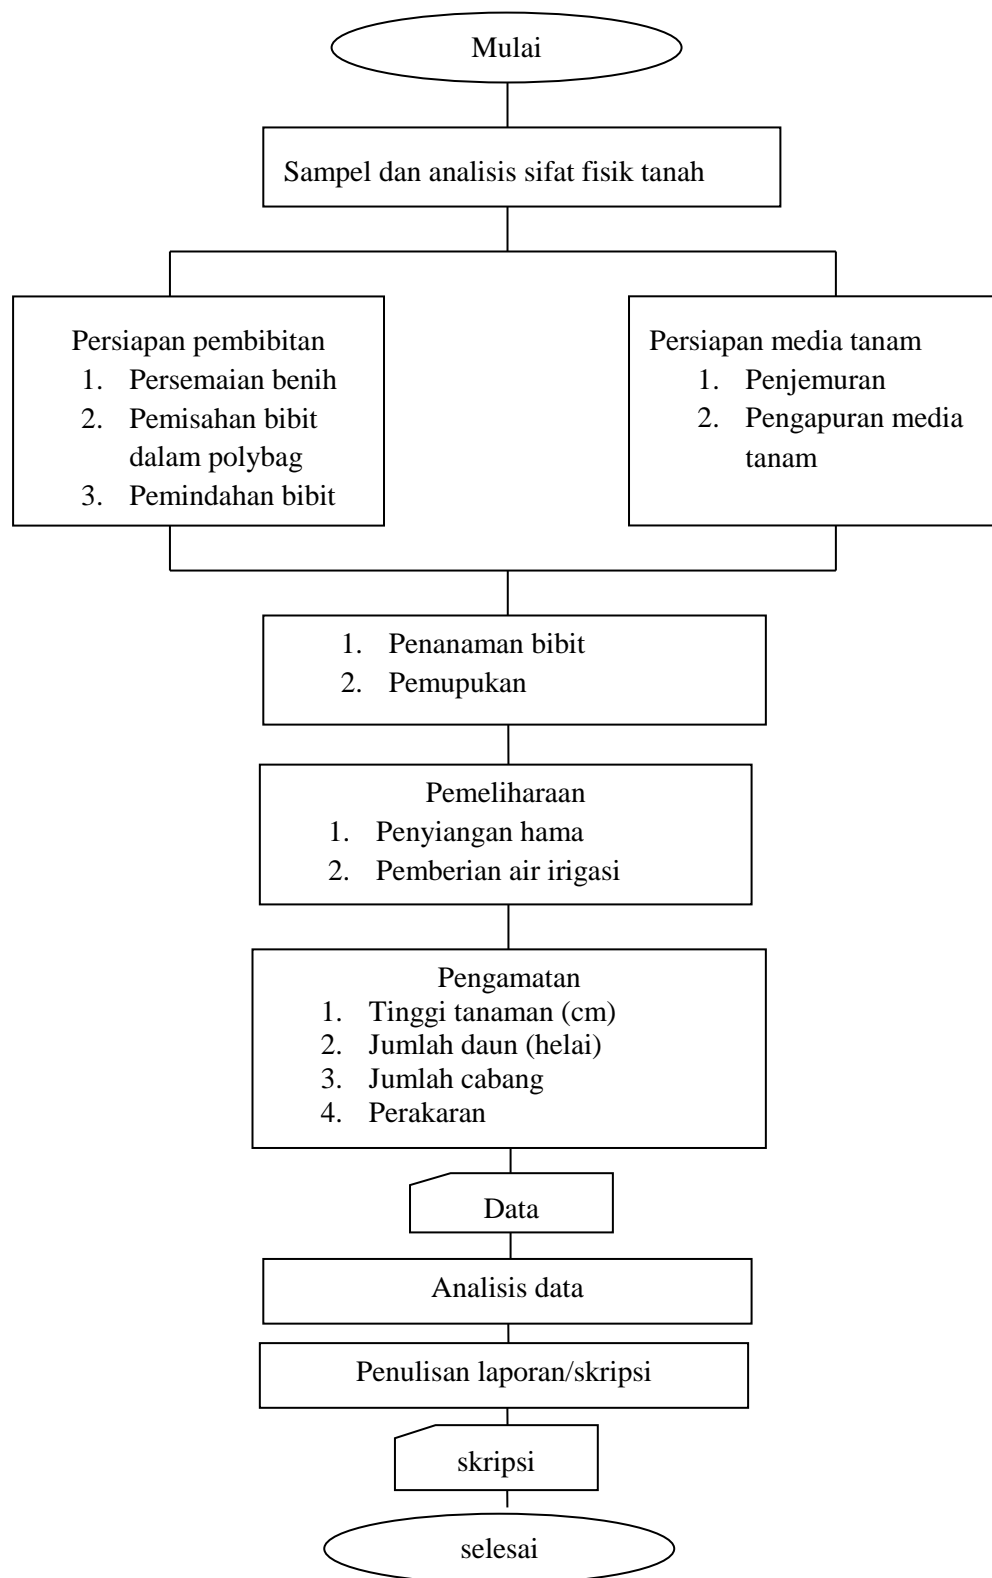 Mulai
Sampel dan analisis sifat fisik tanah
Persiapan pembibitan
1. Persemaian benih
2. Pemisahan bibit
dalam polybag
3. Pemindahan bibit
Persiapan media tanam
1. Penjemuran
2. Pengapuran media
tanam
1. Penanaman bibit
2. Pemupukan
Pemeliharaan
1. Penyiangan hama
2. Pemberian air irigasi
Pengamatan
1. Tinggi tanaman (cm)
2. Jumlah daun (helai)
3. Jumlah cabang
4. Perakaran
Data
Analisis data
Penulisan laporan/skripsi
skripsi
selesai